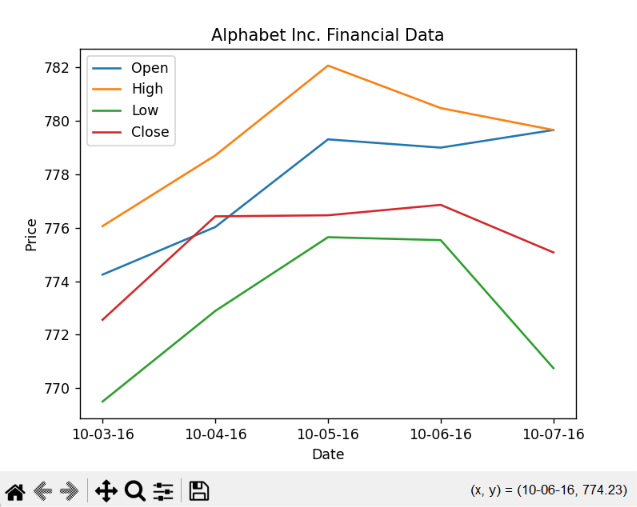 Alphabet Inc. Financial Data
Open
High
Low
Close
782
780
778
776
774
772
770
Price
10-03-16 10-04-16 10-05-16 10-06-16 10-07-16
Date
(x, y) = (10-06-16, 774.23)